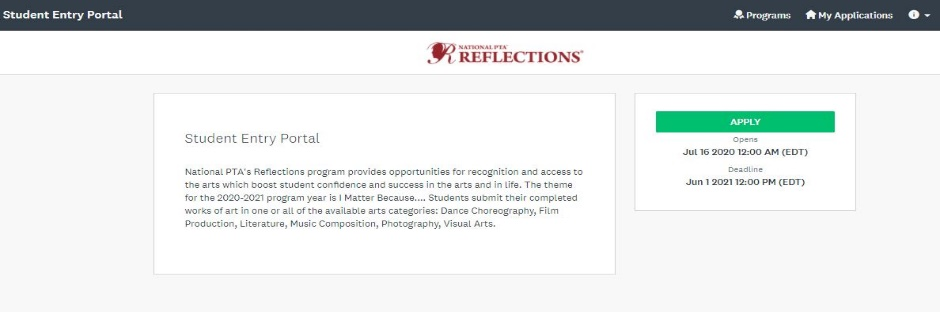 Student Entry Portal
Programs
My Applications
NATIONAL PTA®
REFLECTIONS®
Student Entry Portal
National PTA's Reflections program provides opportunities for recognition and access to
the arts which boost student confidence and success in the arts and in life. The theme
for the 2020-2021 program year is I Matter Because.... Students submit their completed
works of art in one or all of the available arts categories: Dance Choreography, Film
Production, Literature, Music Composition, Photography, Visual Arts.
APPLY
Opens
Jul 16 2020 12:00 AM (EDT)
Deadline
Jun 1 2021 12:00 PM (EDT)